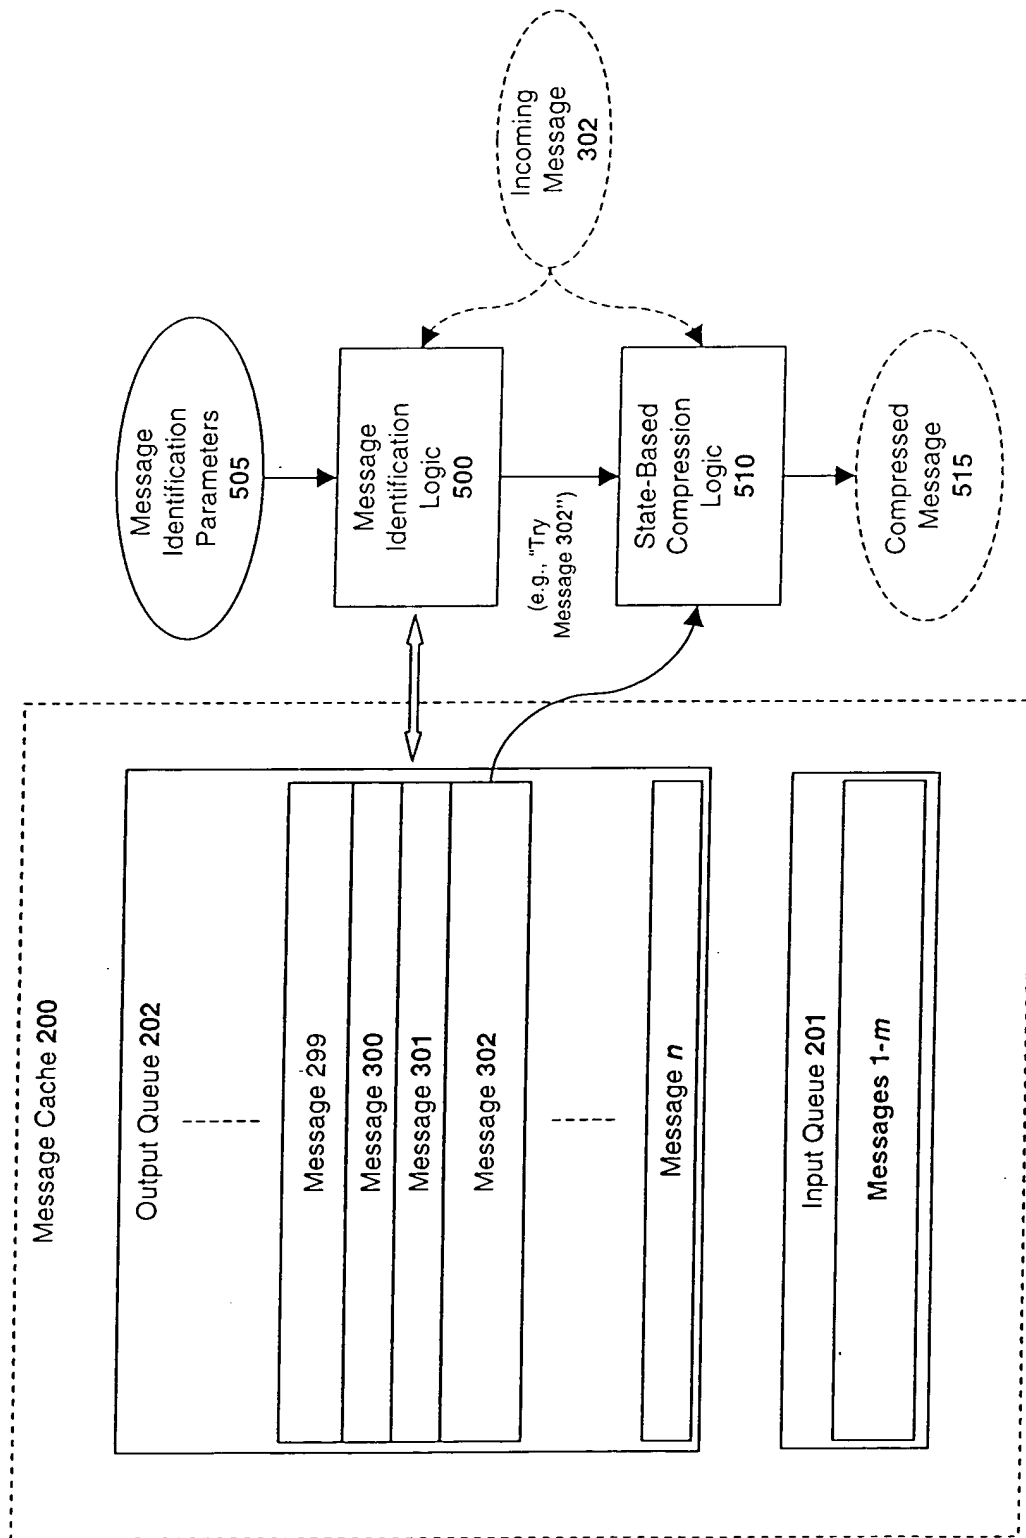 Message Cache 200
Output Queue 202
Message 299
Message 300
Message 301
Message 302
Message n
Input Queue 201
Messages 1-m
Message
Identification
Parameters
505
Message
Identification
Logic
500
(e.g., "Try
Message 302")
State-Based
Compression
Logic
510
Compressed
Message
515
Incoming
Message
302